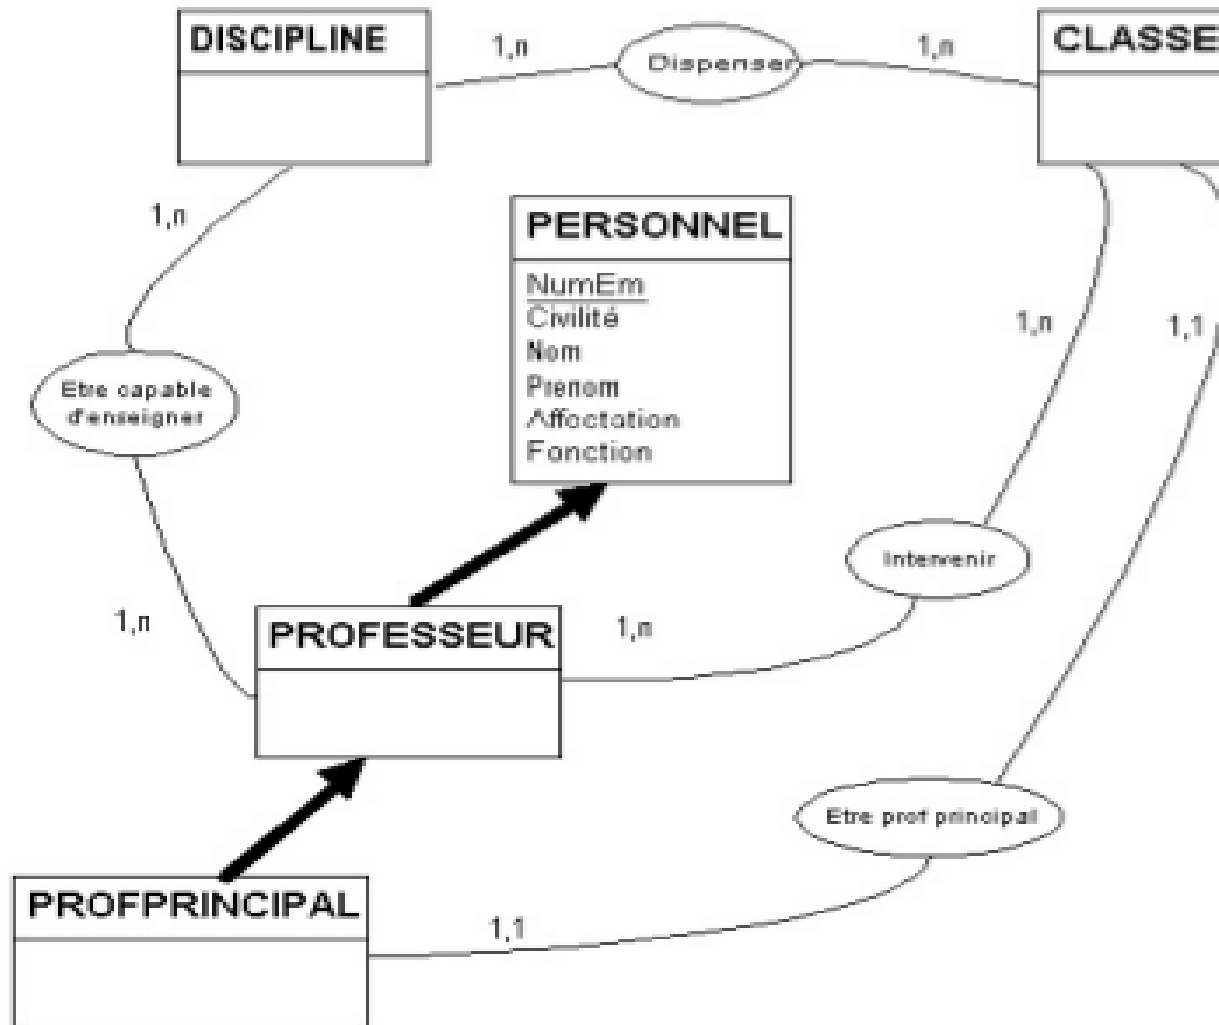 DISCIPLINE
1,n
Dispenser
1,n
CLASSE
1,n
PERSONNEL
NumEm
Civilité
Nom
Prenom
Affectation
Fonction
1,n
1,1
Etre capable
d'enseigner
Intervenir
1,n
PROFESSEUR
1,n
Etre prof principal
PROFPRINCIPAL
1,1